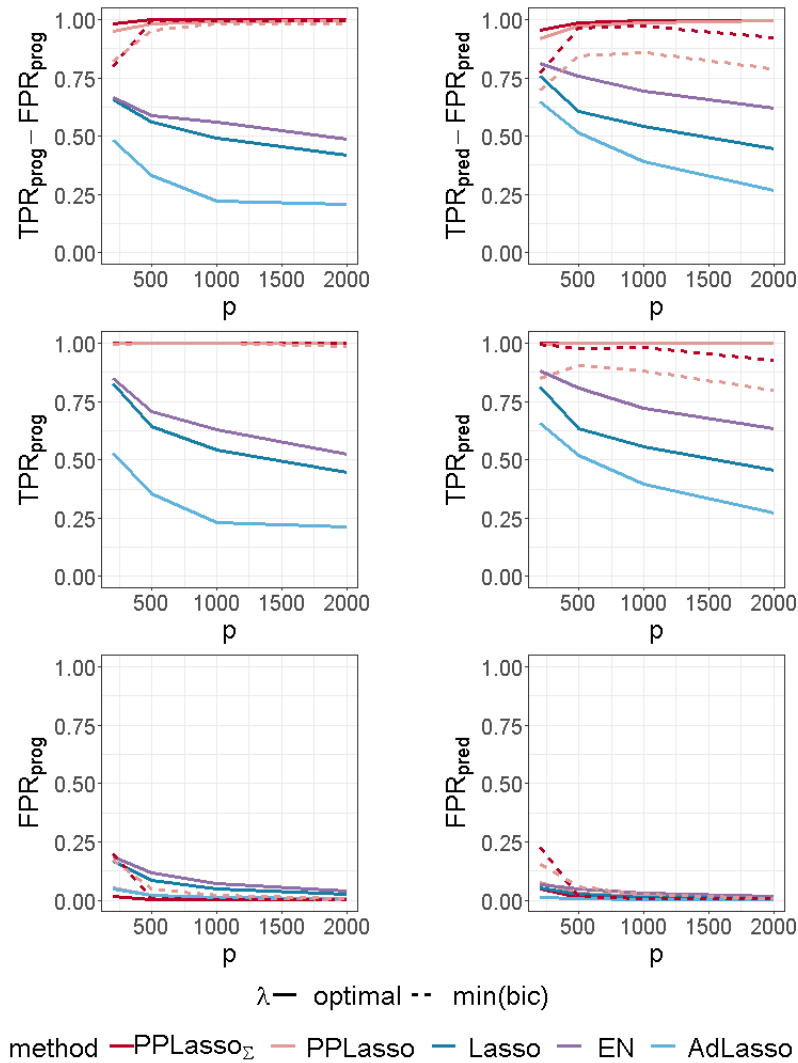 TPRprog − FPRprog
1.00
0.75
0.50
0.25
0.00
500 1000 1500 2000
p
TPRpred − FPRpred
1.00
0.75
0.50
0.25
0.00
500 1000 1500 2000
p
TPRprog
1.00
0.75
0.50
0.25
0.00
500 1000 1500 2000
p
TPRpred
1.00
0.75
0.50
0.25
0.00
500 1000 1500 2000
p
FPRprog
1.00
0.75
0.50
0.25
0.00
500 1000 1500 2000
p
FPRpred
1.00
0.75
0.50
0.25
0.00
500 1000 1500 2000
p
λ optimal min(bic)
method PPLassoΣ PPLasso Lasso EN AdLasso